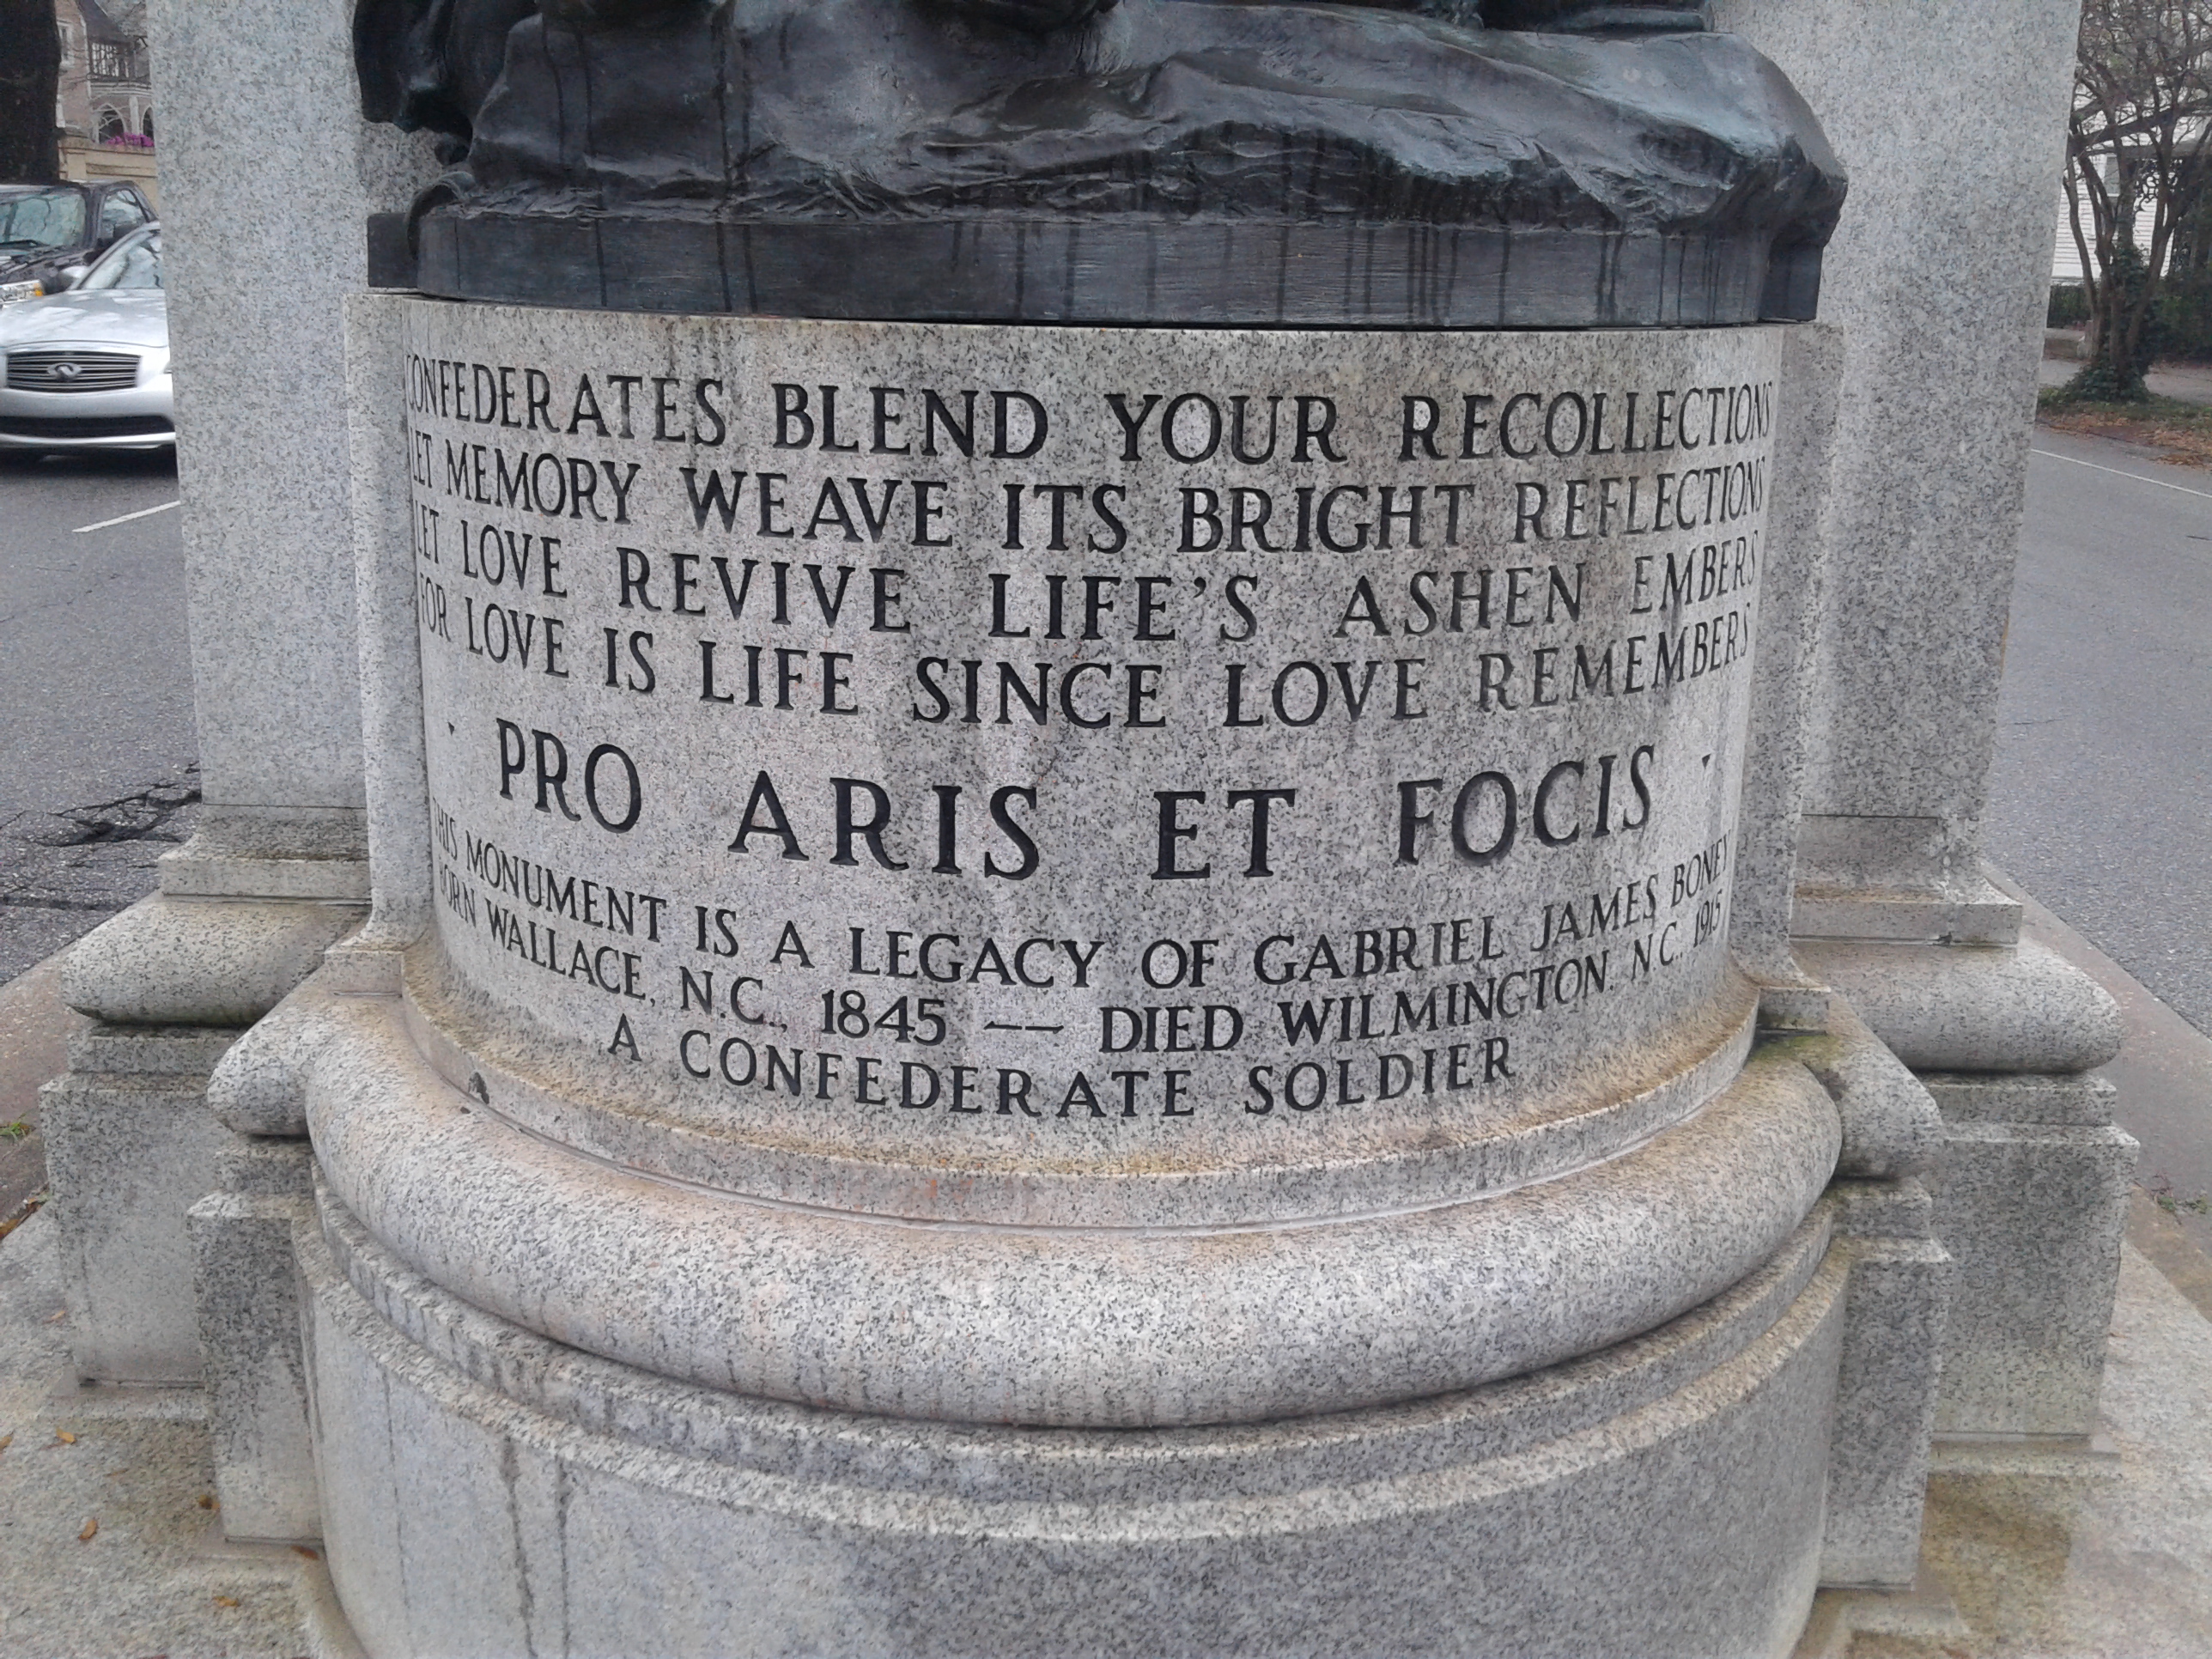 CONFEDERATES BLEND YOUR RECOLLECTIONS
LET MEMORY WEAVE ITS BRIGHT REFLECTIONS
LET LOVE REVIVE LIFE'S ASHEN EMBERS
FOR LOVE IS LIFE SINCE LOVE REMEMBERS
· PRO ARIS ET FOCIS ·
THIS MONUMENT IS A LEGACY OF GABRIEL JAMES BONEY
BORN WALLACE, N.C., 1845 -- DIED WILMINGTON, N.C., 1915
A CONFEDERATE SOLDIER